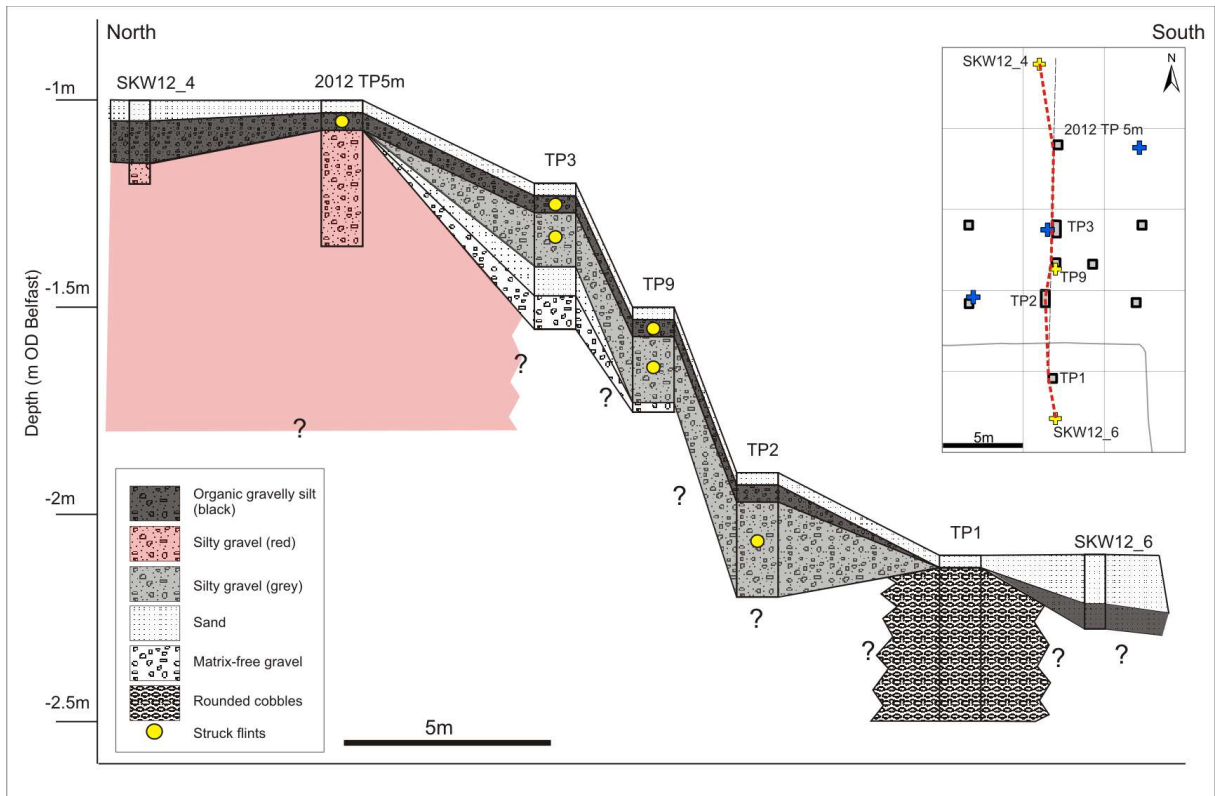 North
South
SKW12_4
2012 TP5m
-1m
TP3
-1.5m
TP9
Depth (m OD Belfast)
?
?
?
TP2
?
-2m
TP1
SKW12_6
?
?
?
?
-2.5m
5m
Organic gravelly silt
(black)
Silty gravel (red)
Silty gravel (grey)
Sand
Matrix-free gravel
Rounded cobbles
Struck flints
SKW12_4
N
2012 TP 5m
TP3
TP9
TP2
TP1
SKW12_6
5m